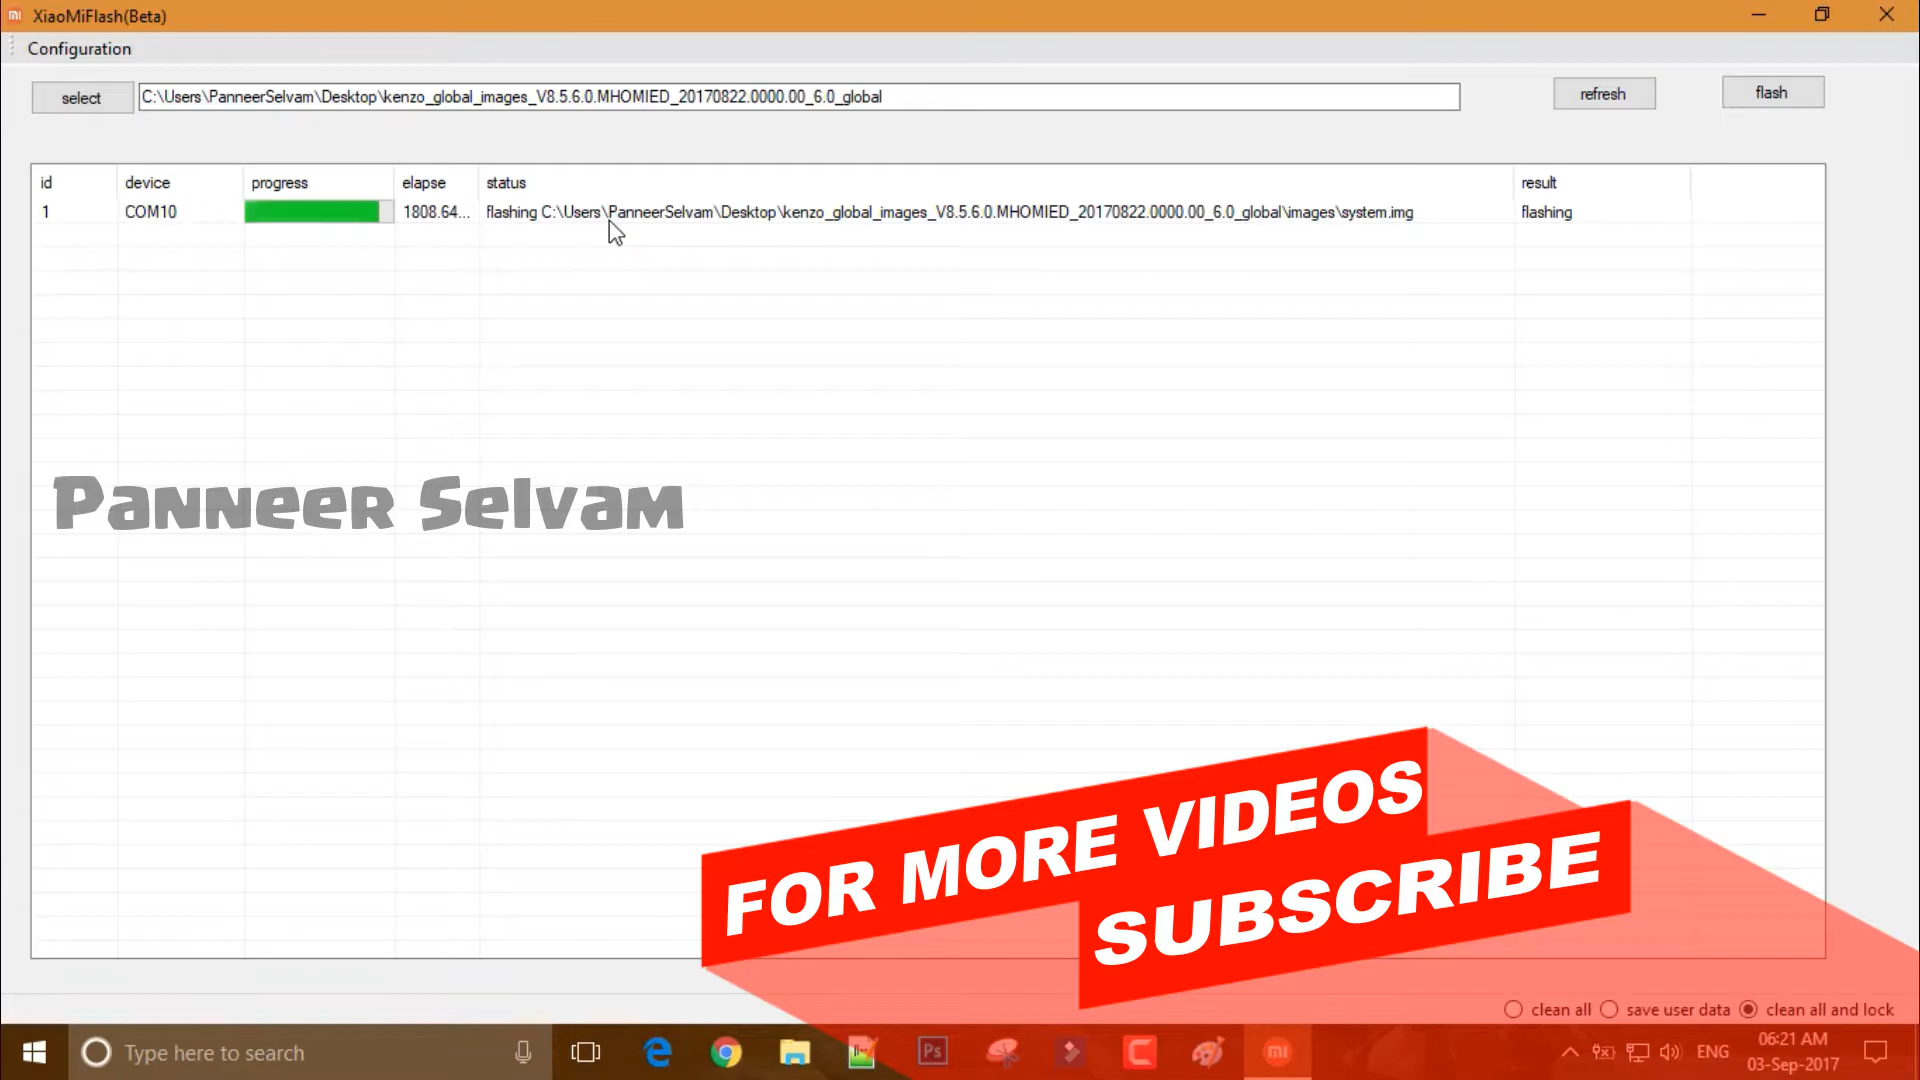 XiaoMiFlash(Beta)
Configuration
select
C:\Users\PanneerSelvam\Desktop\kenzo_global_images_V8.5.6.0.MHOMIED_20170822.0000.00_6.0_global
refresh
flash
id device progress elapse status result
1 COM10 1808.64... flashing C:\Users\PanneerSelvam\Desktop\kenzo_global_images_V8.5.6.0.MHOMIED_20170822.0000.00_6.0_global\images\system.img flashing
Panneer Selvam
FOR MORE VIDEOS
SUBSCRIBE
clean all save user data clean all and lock
Type here to search
Ps
mi
ENG
06:21 AM
03-Sep-2017